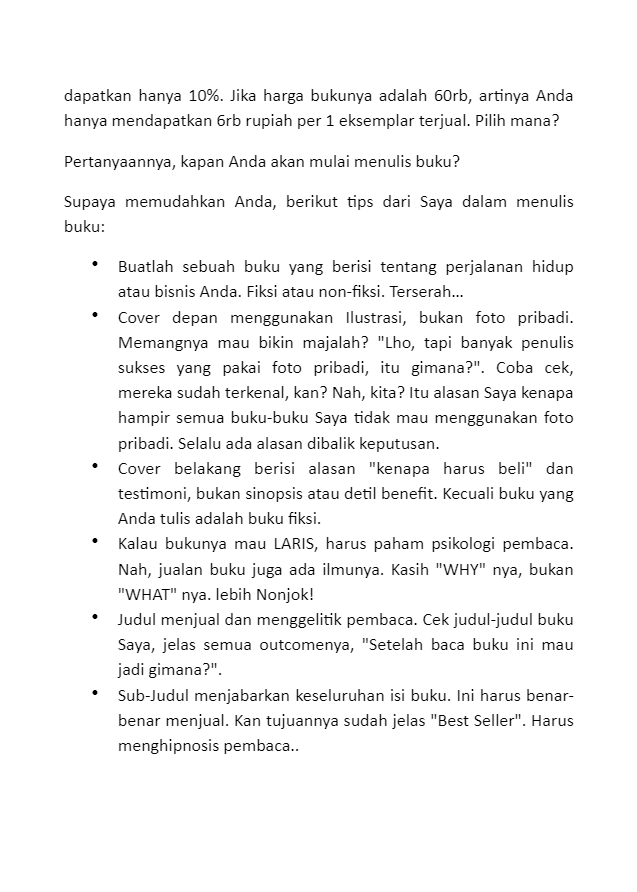 dapatkan hanya 10%. Jika harga bukunya adalah 60rb, artinya Anda
hanya mendapatkan 6rb rupiah per 1 eksemplar terjual. Pilih mana?
Pertanyaannya, kapan Anda akan mulai menulis buku?
Supaya memudahkan Anda, berikut tips dari Saya dalam menulis
buku:
• Buatlah sebuah buku yang berisi tentang perjalanan hidup
atau bisnis Anda. Fiksi atau non-fiksi. Terserah...
• Cover depan menggunakan Ilustrasi, bukan foto pribadi.
Memangnya mau bikin majalah? "Lho, tapi banyak penulis
sukses yang pakai foto pribadi, itu gimana?". Coba cek,
mereka sudah terkenal, kan? Nah, kita? Itu alasan Saya kenapa
hampir semua buku-buku Saya tidak mau menggunakan foto
pribadi. Selalu ada alasan dibalik keputusan.
• Cover belakang berisi alasan "kenapa harus beli" dan
testimoni, bukan sinopsis atau detil benefit. Kecuali buku yang
Anda tulis adalah buku fiksi.
• Kalau bukunya mau LARIS, harus paham psikologi pembaca.
Nah, jualan buku juga ada ilmunya. Kasih "WHY" nya, bukan
"WHAT" nya. lebih Nonjok!
• Judul menjual dan menggelitik pembaca. Cek judul-judul buku
Saya, jelas semua outcomenya, "Setelah baca buku ini mau
jadi gimana?".
• Sub-Judul menjabarkan keseluruhan isi buku. Ini harus benar-
benar menjual. Kan tujuannya sudah jelas "Best Seller". Harus
menghipnosis pembaca..